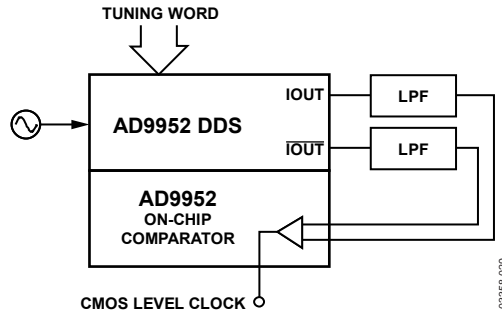 TUNING WORD
AD9952 DDS
IOUT
LPF
IOUT
LPF
AD9952
ON-CHIP
COMPARATOR
CMOS LEVEL CLOCK